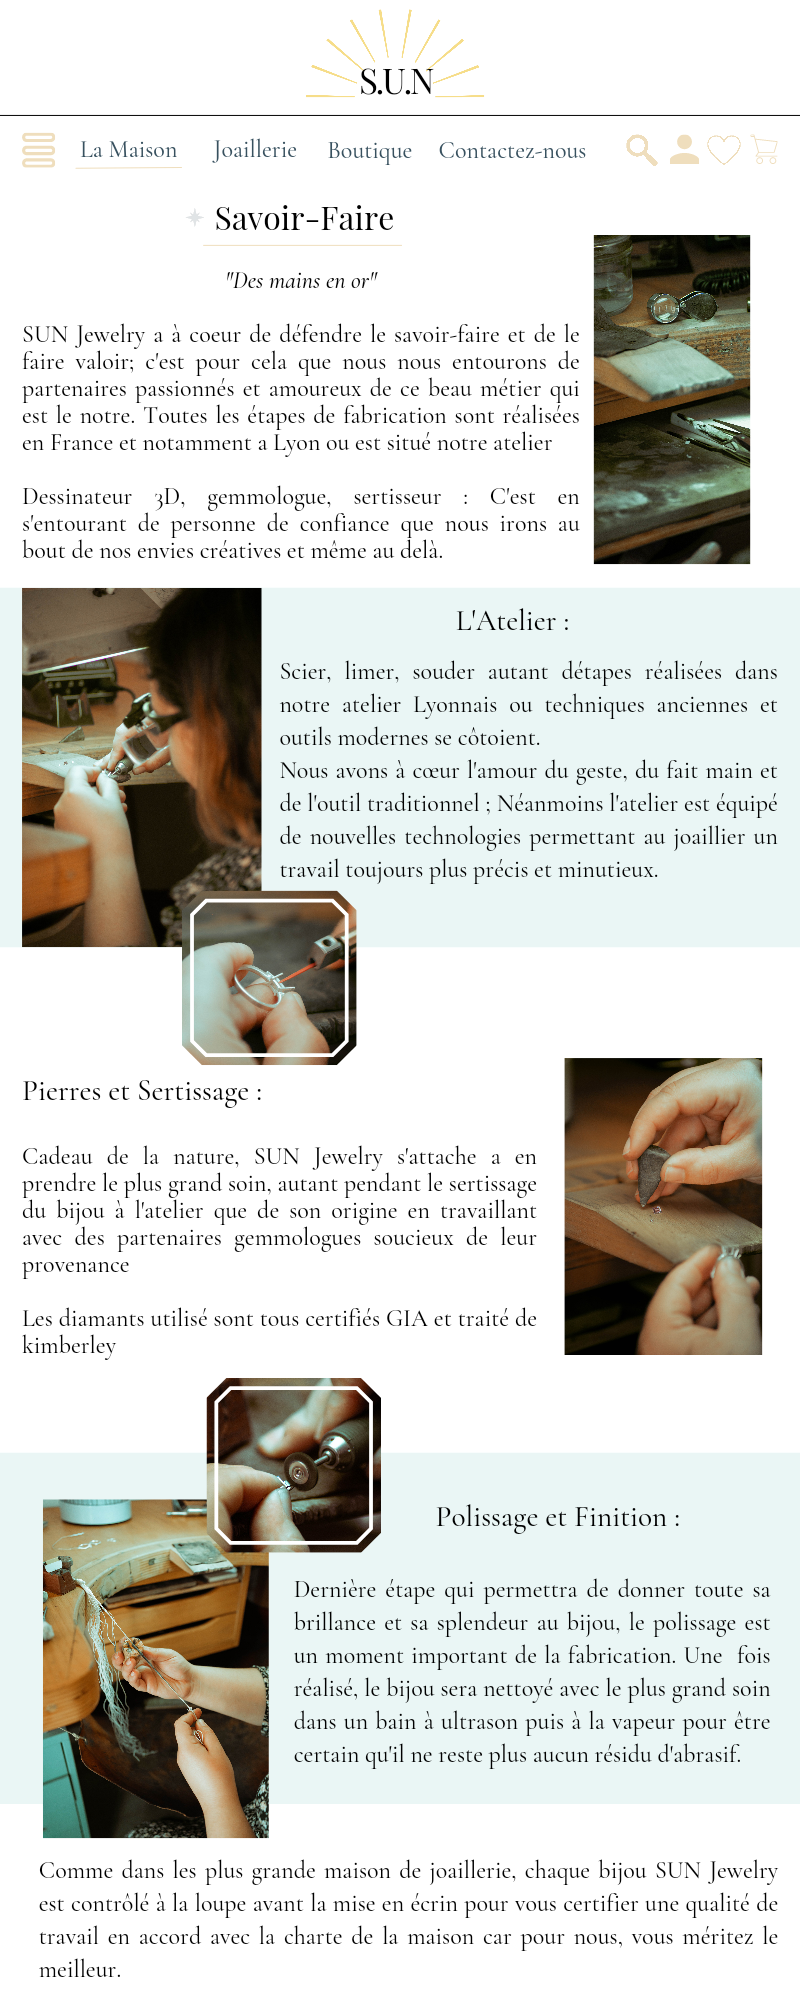 S.U.N
La Maison Joaillerie Boutique Contactez-nous
Savoir-Faire
"Des mains en or"
SUN Jewelry a à coeur de défendre le savoir-faire et de le
faire valoir; c'est pour cela que nous nous entourons de
partenaires passionnés et amoureux de ce beau métier qui
est le notre. Toutes les étapes de fabrication sont réalisées
en France et notamment a Lyon ou est situé notre atelier
Dessinateur 3D, gemmologue, sertisseur : C'est en
s'entourant de personne de confiance que nous irons au
bout de nos envies créatives et même au delà.
L'Atelier :
Scier, limer, souder autant détapes réalisées dans
notre atelier Lyonnais ou techniques anciennes et
outils modernes se côtoient.
Nous avons à cœur l'amour du geste, du fait main et
de l'outil traditionnel ; Néanmoins l'atelier est équipé
de nouvelles technologies permettant au joaillier un
travail toujours plus précis et minutieux.
Pierres et Sertissage :
Cadeau de la nature, SUN Jewelry s'attache a en
prendre le plus grand soin, autant pendant le sertissage
du bijou à l'atelier que de son origine en travaillant
avec des partenaires gemmologues soucieux de leur
provenance
Les diamants utilisé sont tous certifiés GIA et traité de
kimberley
Polissage et Finition :
Dernière étape qui permettra de donner toute sa
brillance et sa splendeur au bijou, le polissage est
un moment important de la fabrication. Une  fois
réalisé, le bijou sera nettoyé avec le plus grand soin
dans un bain à ultrason puis à la vapeur pour être
certain qu'il ne reste plus aucun résidu d'abrasif.
Comme dans les plus grande maison de joaillerie, chaque bijou SUN Jewelry
est contrôlé à la loupe avant la mise en écrin pour vous certifier une qualité de
travail en accord avec la charte de la maison car pour nous, vous méritez le
meilleur.